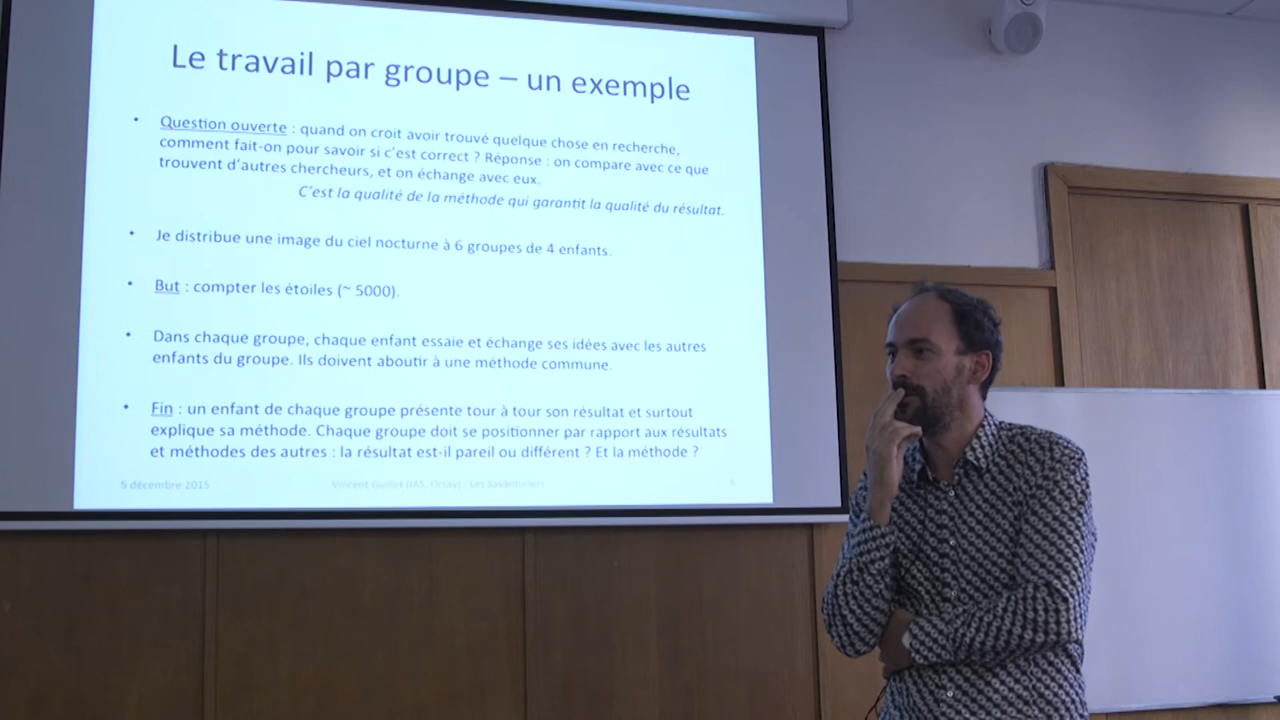 Le travail par groupe – un exemple
• Question ouverte : quand on croit avoir trouvé quelque chose en recherche,
comment fait-on pour savoir si c'est correct ? Réponse : on compare avec ce que
trouvent d'autres chercheurs, et on échange avec eux.
C'est la qualité de la méthode qui garantit la qualité du résultat.
• Je distribue une image du ciel nocturne à 6 groupes de 4 enfants.
• But : compter les étoiles (~ 5000).
• Dans chaque groupe, chaque enfant essaie et échange ses idées avec les autres
enfants du groupe. Ils doivent aboutir à une méthode commune.
• Fin : un enfant de chaque groupe présente tour à tour son résultat et surtout
explique sa méthode. Chaque groupe doit se positionner par rapport aux résultats
et méthodes des autres : la résultat est-il pareil ou différent ? Et la méthode ?
5 décembre 2015 Vincent Guillet (IAS, Orsay) : Les Savanturiers